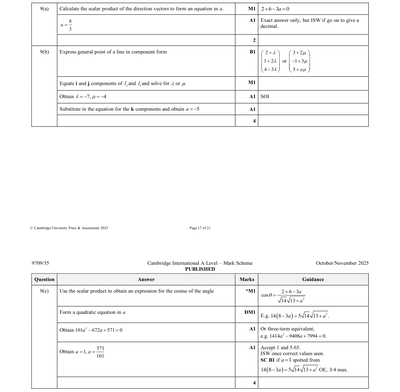 9(a) Calculate the scalar product of the direction vectors to form an equation in a. M1 2+6−3a=0
a = 8/3 A1 Exact answer only, but ISW if go on to give a decimal.
2
9(b) Express general point of a line in component form B1 (2+λ, 1+2λ, 4−3λ) or (3+2μ, −1+3μ, 5+aμ)
Equate i and j components of l₁ and l₂ and solve for λ or μ M1
Obtain λ = −7, μ = −4 A1 SOI
Substitute in the equation for the k components and obtain a = −5 A1
4
© Cambridge University Press & Assessment 2025 Page 17 of 21
9709/35 Cambridge International A Level – Mark Scheme October/November 2025
PUBLISHED
Question Answer Marks Guidance
9(c) Use the scalar product to obtain an expression for the cosine of the angle *M1 cosθ = (2+6−3a)/(√14√(13+a²))
Form a quadratic equation in a DM1 E.g. 14(8−3a)=5√14√(13+a²).
Obtain 101a²−672a+571=0 A1 Or three-term equivalent,
e.g. 1414a²−9408a+7994=0.
Obtain a = 1, a = 571/101 A1 Accept 1 and 5.65.
ISW once correct values seen.
SC B1 if a = 1 spotted from
14(8−3a)=5√14√(13+a²) OE, 3/4 max.
4